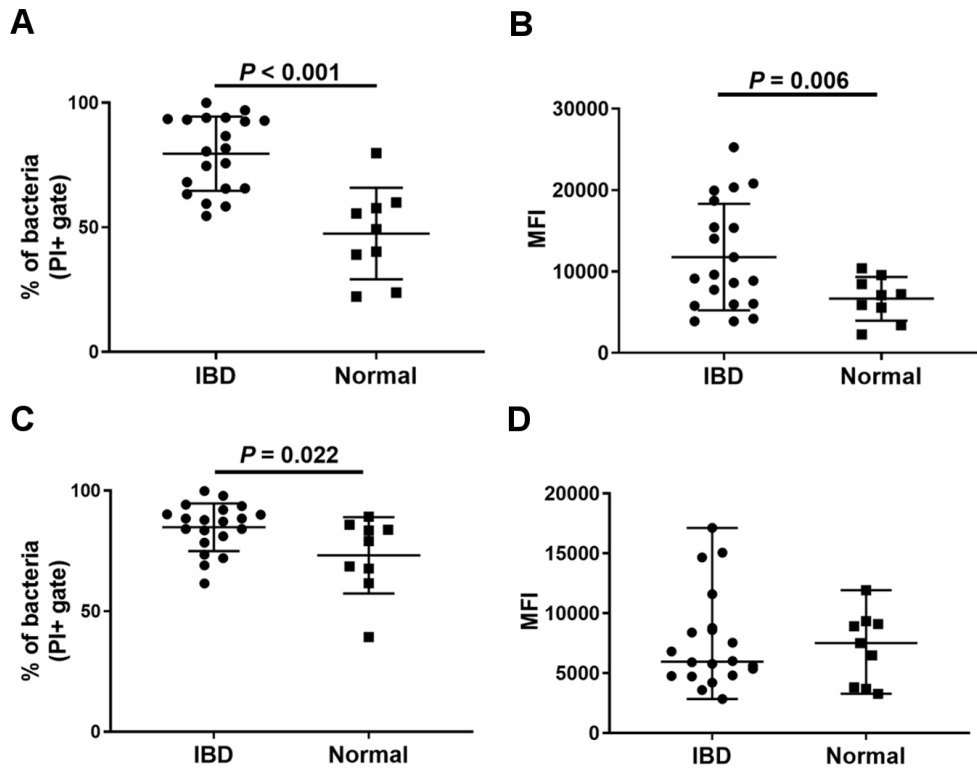 A
P < 0.001
% of bacteria
(PI+ gate)
100
50
0
IBD
Normal
B
P = 0.006
MFI
30000
20000
10000
0
IBD
Normal
C
P = 0.022
% of bacteria
(PI+ gate)
100
50
0
IBD
Normal
D
MFI
20000
15000
10000
5000
0
IBD
Normal